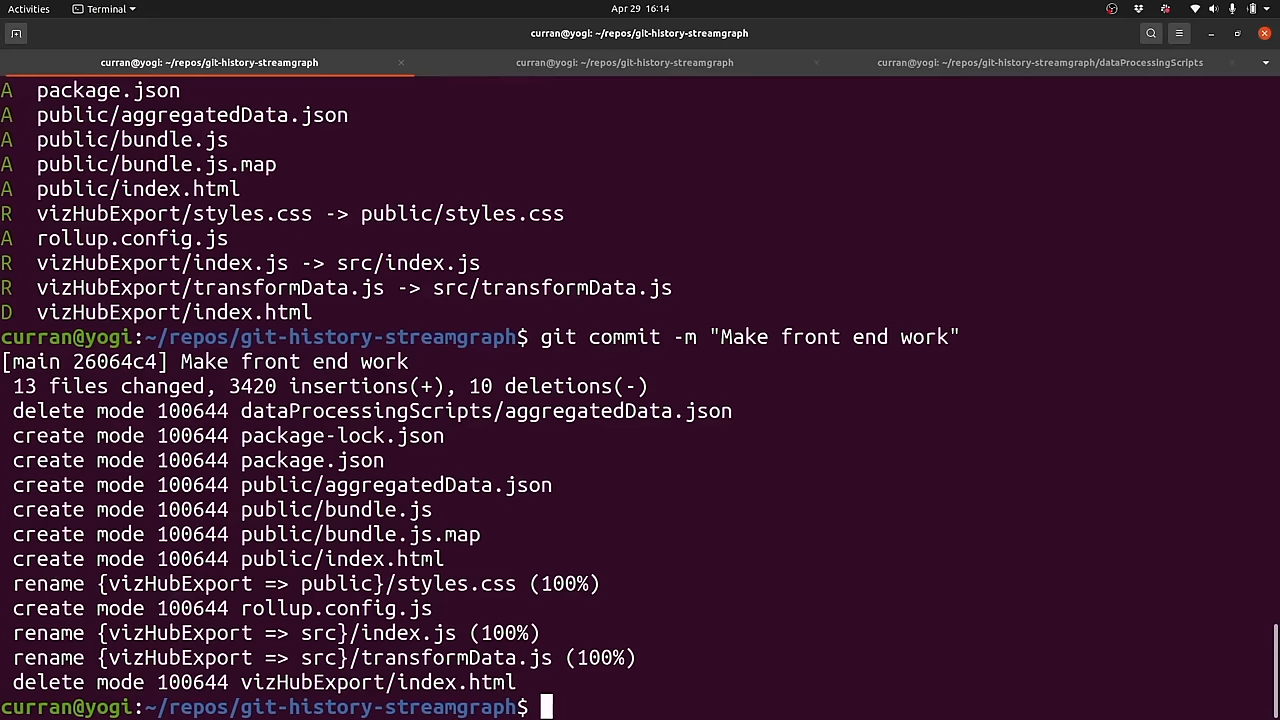 Activities Terminal Apr 29 16:14
curran@yogi: ~/repos/git-history-streamgraph
curran@yogi: ~/repos/git-history-streamgraph curran@yogi: ~/repos/git-history-streamgraph curran@yogi: ~/repos/git-history-streamgraph/dataProcessingScripts
A package.json
A public/aggregatedData.json
A public/bundle.js
A public/bundle.js.map
A public/index.html
R vizHubExport/styles.css -> public/styles.css
A rollup.config.js
R vizHubExport/index.js -> src/index.js
R vizHubExport/transformData.js -> src/transformData.js
D vizHubExport/index.html
curran@yogi:~/repos/git-history-streamgraph$ git commit -m "Make front end work"
[main 26064c4] Make front end work
13 files changed, 3420 insertions(+), 10 deletions(-)
delete mode 100644 dataProcessingScripts/aggregatedData.json
create mode 100644 package-lock.json
create mode 100644 package.json
create mode 100644 public/aggregatedData.json
create mode 100644 public/bundle.js
create mode 100644 public/bundle.js.map
create mode 100644 public/index.html
rename {vizHubExport => public}/styles.css (100%)
create mode 100644 rollup.config.js
rename {vizHubExport => src}/index.js (100%)
rename {vizHubExport => src}/transformData.js (100%)
delete mode 100644 vizHubExport/index.html
curran@yogi:~/repos/git-history-streamgraph$